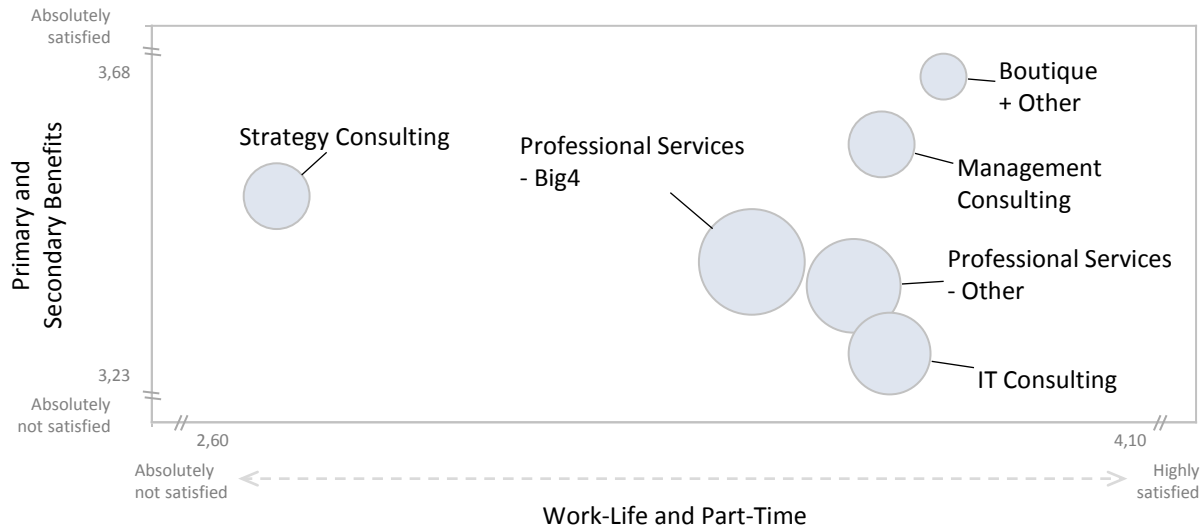 Absolutely
satisfied
3,68
Boutique
+ Other
Strategy Consulting
Professional Services
- Big4
Management
Consulting
Primary and
Secondary Benefits
Professional Services
- Other
3,23
IT Consulting
Absolutely
not satisfied
2,60
4,10
Absolutely
not satisfied
Highly
satisfied
Work-Life and Part-Time